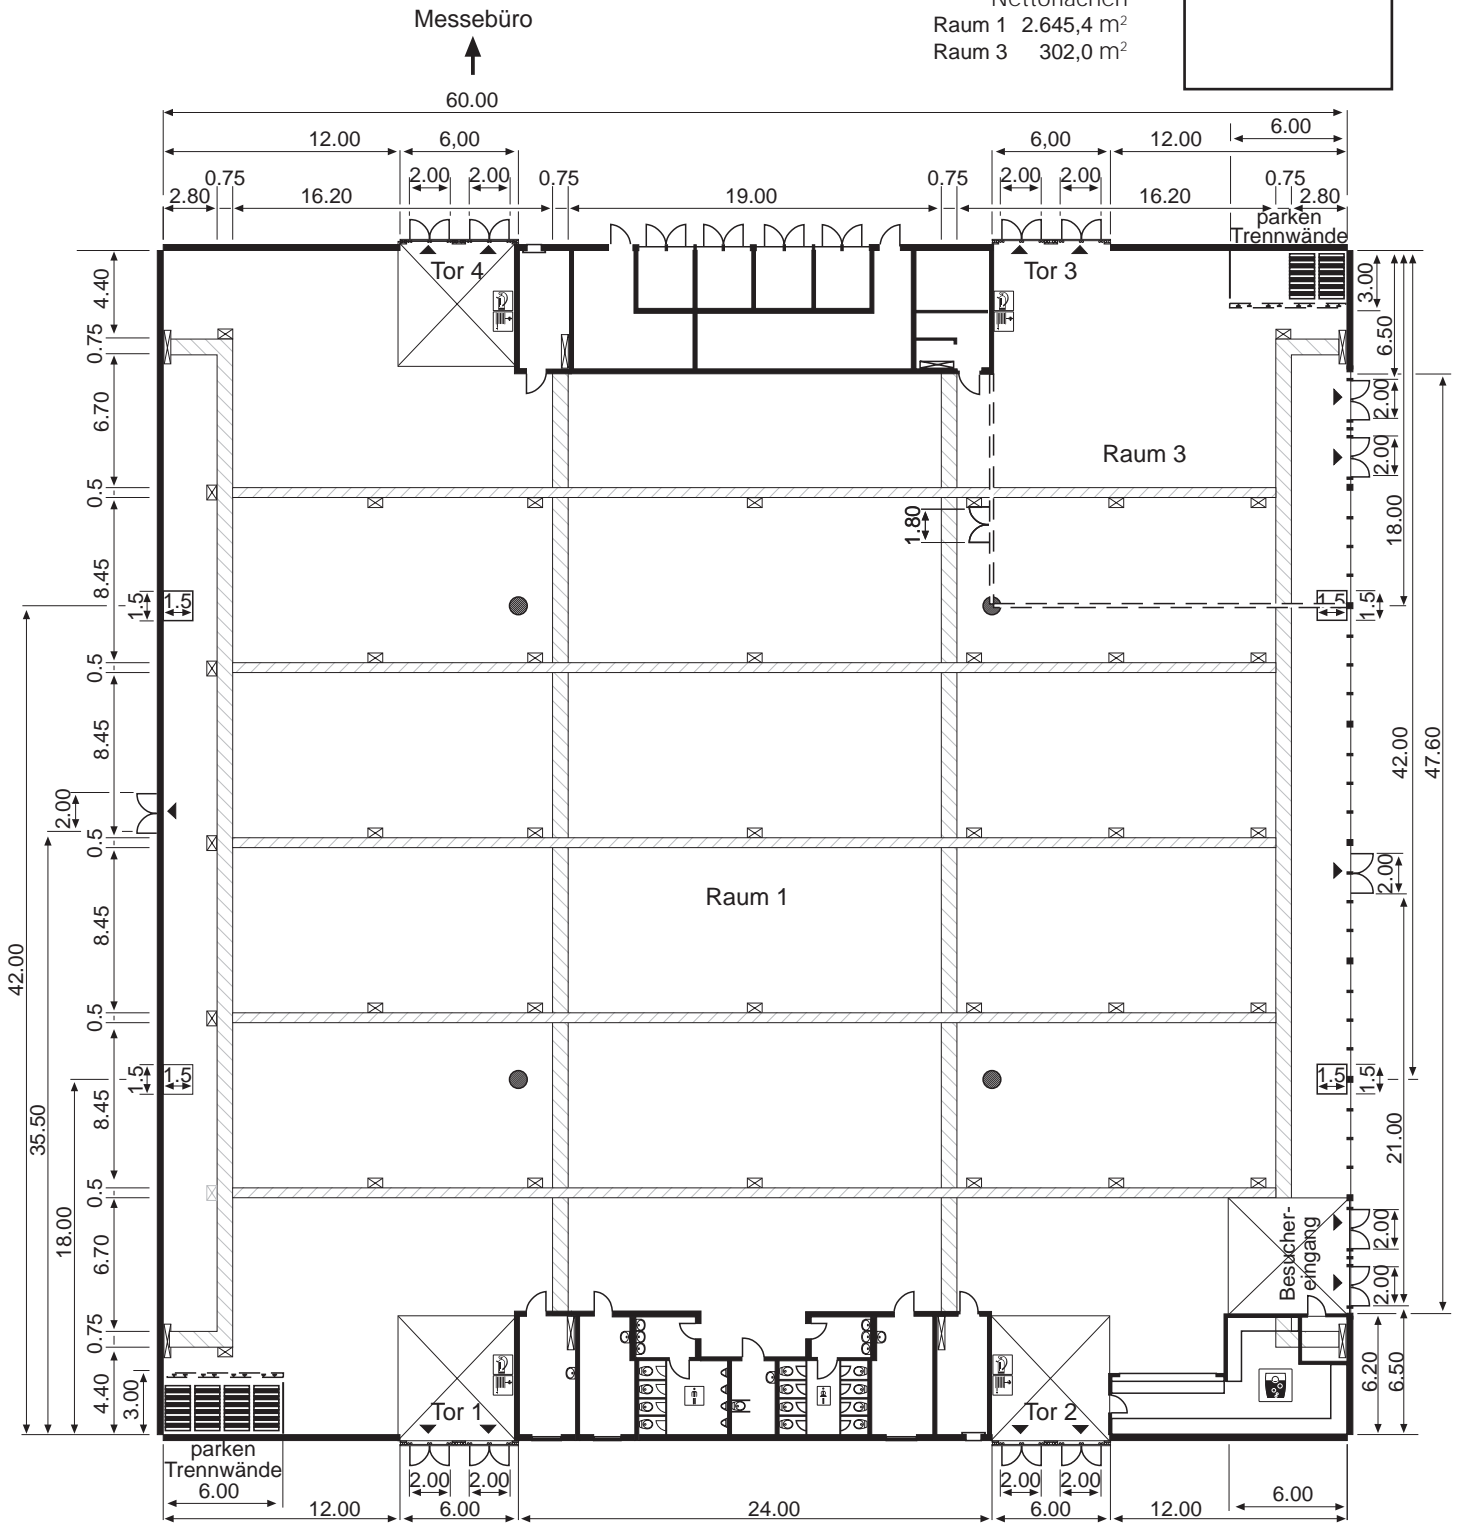 Messebüro
Nettoflächen
Raum 1 2.645,4 m²
Raum 3 302,0 m²
60.00
6.00
12.00 6,00 6,00 12.00
2.00 2.00 2.00 2.00
0.75 0.75 0.75 0.75
2.80 16.20 19.00 16.20 2.80
parken
Trennwände
Tor 4 Tor 3
4.40
3.00
0.75
6.50
6.70
2.00
2.00
Raum 3
0.5
1.80
18.00
8.45
1.5 1.5 1.5 1.5
0.5
8.45
42.00
47.60
2.00
0.5
2.00
Raum 1
8.45
42.00
0.5
1.5 1.5 1.5 1.5
8.45
35.50
21.00
0.5
18.00
Besucher-
eingang
2.00
2.00
6.70
0.75
4.40
3.00
6.20
6.50
Tor 1 Tor 2
parken
Trennwände
6.00 2.00 2.00 2.00 2.00 6.00
12.00 6.00 24.00 6.00 12.00